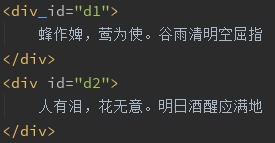 <div_id="d1">
蜂作婢，莺为使。谷雨清明空屈指
</div>
<div id="d2">
人有泪，花无意。明日酒醒应满地
</div>